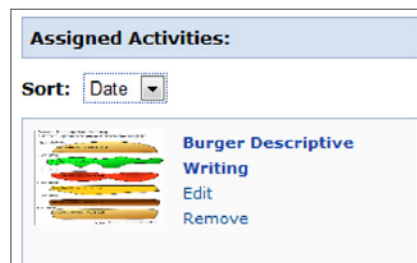 Assigned Activities:
Sort: Date
Burger Descriptive
Writing
Edit
Remove